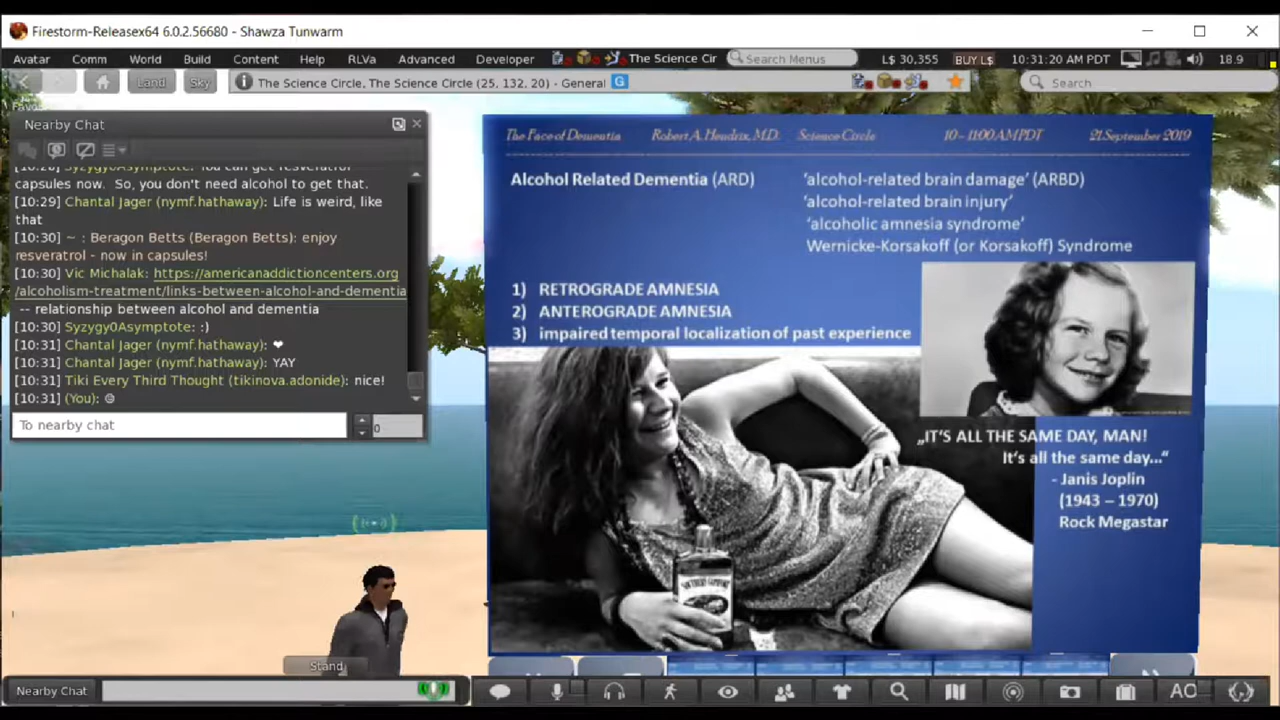 Firestorm-Releasex64 6.0.2.56680 - Shawza Tunwarm
Avatar Comm World Build Content Help RLVa Advanced Developer The Science Cir Search Menus L$ 30,355 BUY L$ 10:31:20 AM PDT 18.9
Land Sky The Science Circle, The Science Circle (25, 132, 20) - General G Search
Nearby Chat
capsules now. So, you don't need alcohol to get that.
[10:29] Chantal Jager (nymf.hathaway): Life is weird, like
that
[10:30] ~ : Beragon Betts (Beragon Betts): enjoy
resveratrol - now in capsules!
[10:30] Vic Michalak: https://americanaddictioncenters.org
/alcoholism-treatment/links-between-alcohol-and-dementia
-- relationship between alcohol and dementia
[10:30] Syzygy0Asymptote: :)
[10:31] Chantal Jager (nymf.hathaway): ❤
[10:31] Chantal Jager (nymf.hathaway): YAY
[10:31] Tiki Every Third Thought (tikinova.adonide): nice!
[10:31] (You): ☺
To nearby chat
0
The Face of Dementia Robert A. Hendrix, M.D. Science Circle 10 - 11:00 AM PDT 21 September 2019
Alcohol Related Dementia (ARD)
'alcohol-related brain damage' (ARBD)
'alcohol-related brain injury'
'alcoholic amnesia syndrome'
Wernicke-Korsakoff (or Korsakoff) Syndrome
1) RETROGRADE AMNESIA
2) ANTEROGRADE AMNESIA
3) impaired temporal localization of past experience
„IT'S ALL THE SAME DAY, MAN!
It's all the same day..."
- Janis Joplin
(1943 – 1970)
Rock Megastar
SOUTHERN COMFORT
Stand
Nearby Chat
AO